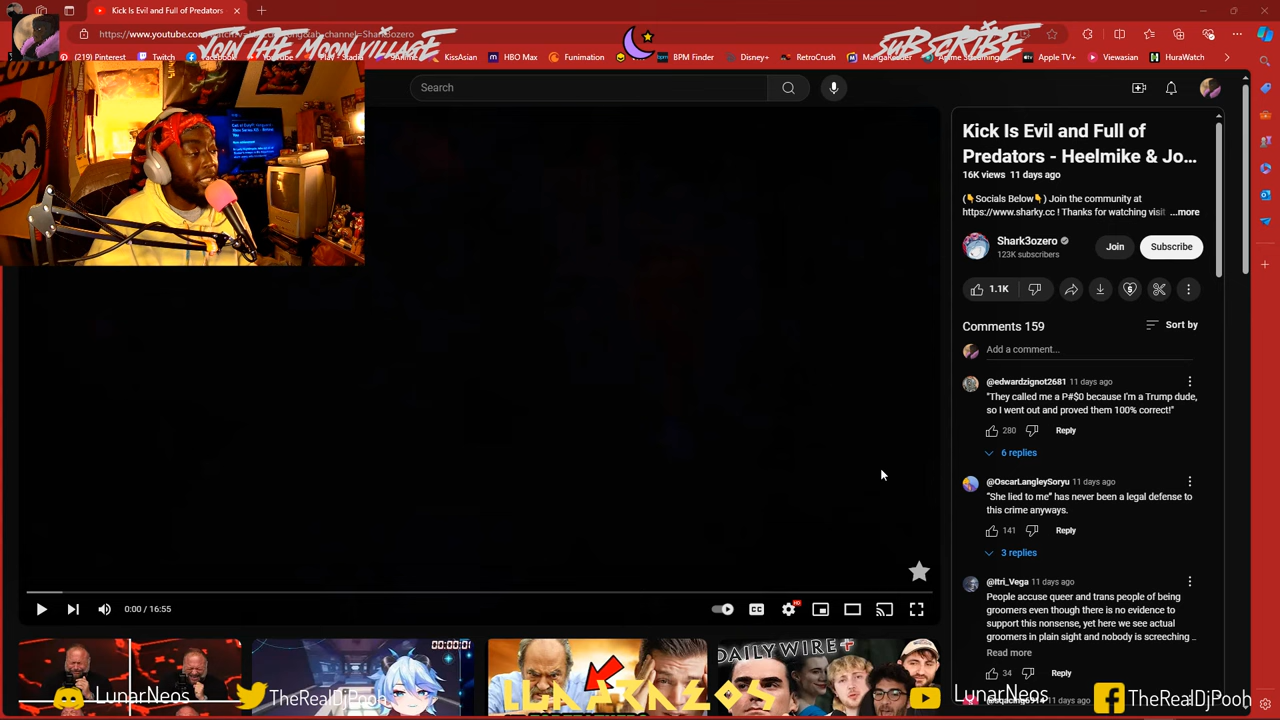 Kick Is Evil and Full of Predators
https://www.youtube.com
JOIN THE MOON VILLAGE
SUBSCRIBE
(219) Pinterest
Twitch
Facebook
KissAsian
HBO Max
Funimation
BPM Finder
Disney+
RetroCrush
Apple TV+
Viewasian
HuraWatch
Search
Kick Is Evil and Full of
Predators - Heelmike & Jo...
16K views 11 days ago
(👇Socials Below👇) Join the community at
https://www.sharky.cc ! Thanks for watching visit ...more
Shark3ozero
123K subscribers
Join
Subscribe
1.1K
Comments 159
Sort by
Add a comment...
@edwardzignot2681 11 days ago
"They called me a P#$0 because I'm a Trump dude,
so I went out and proved them 100% correct!"
280
Reply
6 replies
@OscarLangleySoryu 11 days ago
“She lied to me” has never been a legal defense to
this crime anyways.
141
Reply
3 replies
@Itri_Vega 11 days ago
People accuse queer and trans people of being
groomers even though there is no evidence to
support this nonsense, yet here we see actual
groomers in plain sight and nobody is screeching
Read more
34
Reply
11 days ago
0:00 / 16:55
CC
HD
DAILY WIRE+
LunarNeos
TheRealDjPooh
LUNARNEOS
LunarNeos
TheRealDjPooh